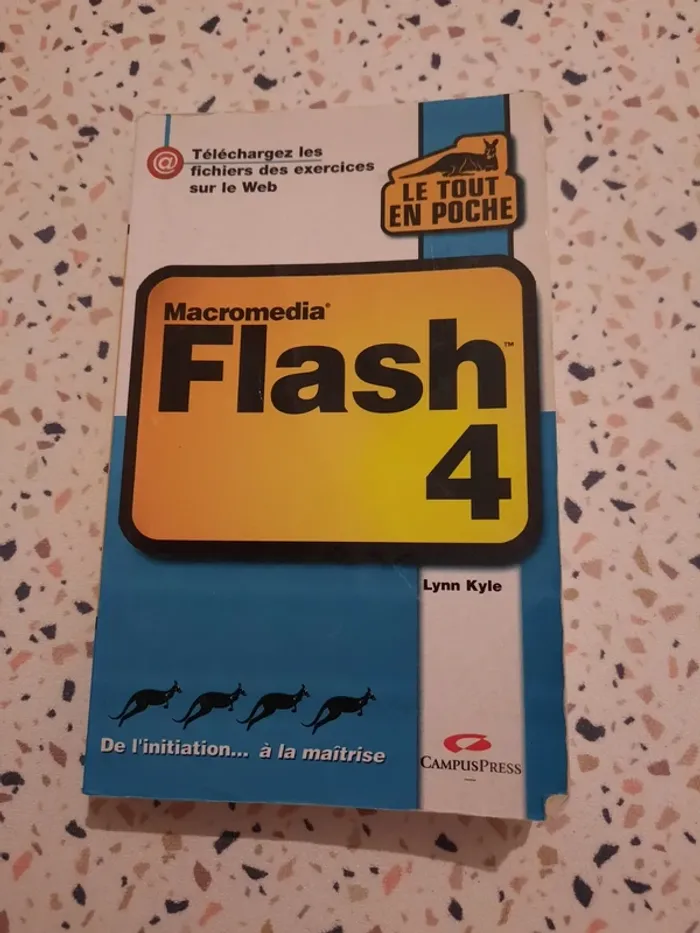 @
Téléchargez les
fichiers des exercices
sur le Web
LE TOUT
EN POCHE
Macromedia®
Flash™
4
Lynn Kyle
De l'initiation... à la maîtrise
CAMPUSPRESS